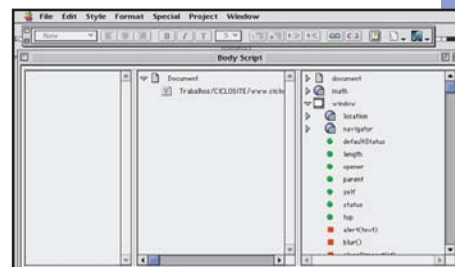 File Edit Style Format Special Project Window
None
B I T
Body Script
Document
Trabalhos/CICLOSITE/www.ciclo
document
math
window
location
navigator
defaultStatus
length
opener
parent
self
status
top
alert(text)
blur()